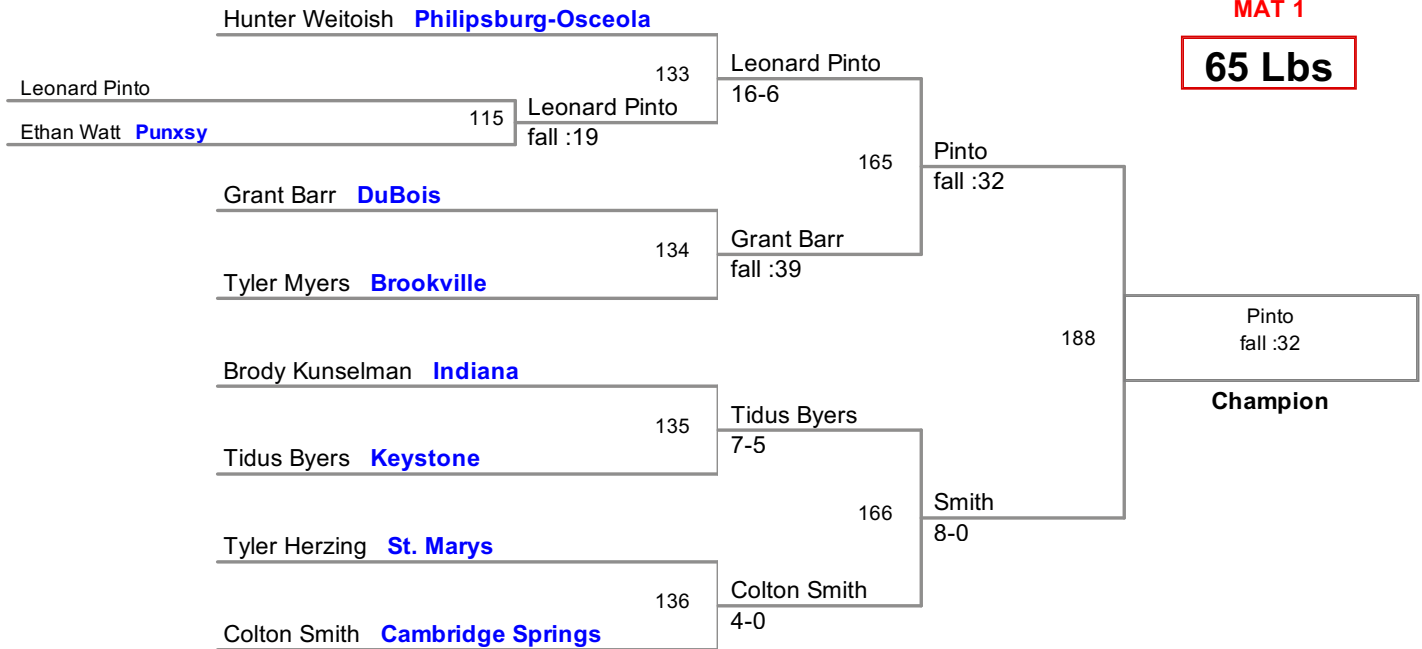 Hunter Weitoish Philipsburg-Osceola
MAT 1
65 Lbs
133
Leonard Pinto
16-6
Leonard Pinto
115
Leonard Pinto
fall :19
Ethan Watt Punxsy
165
Pinto
fall :32
Grant Barr DuBois
134
Grant Barr
fall :39
Tyler Myers Brookville
188
Pinto
fall :32
Champion
Brody Kunselman Indiana
135
Tidus Byers
7-5
Tidus Byers Keystone
166
Smith
8-0
Tyler Herzing St. Marys
136
Colton Smith
4-0
Colton Smith Cambridge Springs